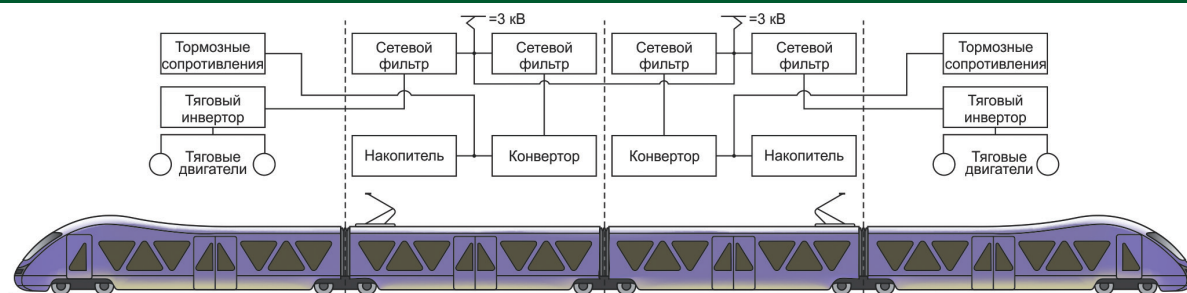 =3 кВ
=3 кВ
Тормозные
сопротивления
Сетевой
фильтр
Сетевой
фильтр
Сетевой
фильтр
Сетевой
фильтр
Тормозные
сопротивления
Тяговый
инвертор
Тяговый
инвертор
Тяговые
двигатели
Накопитель
Конвертор
Конвертор
Накопитель
Тяговые
двигатели